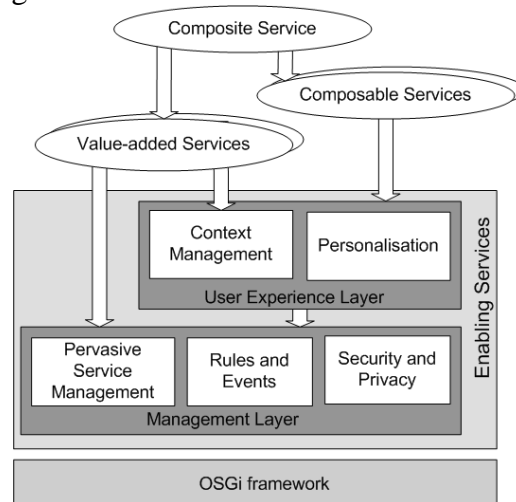 Composite Service
Composable Services
Value-added Services
Context
Management
Personalisation
User Experience Layer
Enabling Services
Pervasive
Service
Management
Rules and
Events
Security and
Privacy
Management Layer
OSGi framework